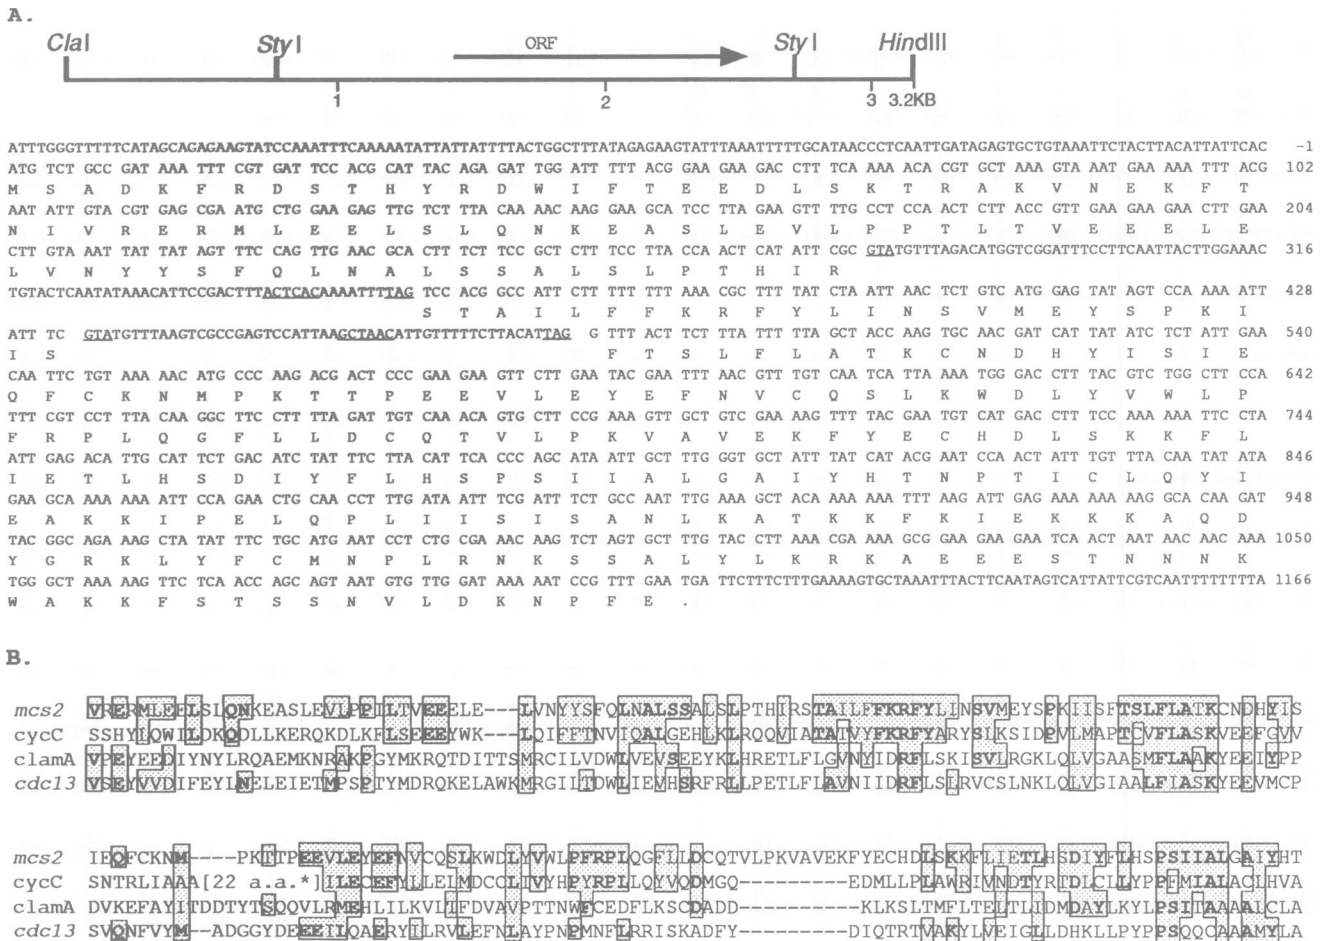 A.
ClaI StyI ORF StyI HindIII
1 2 3 3.2KB
ATTTGGGTTTTTCATAGCAGAGAAGTATCCAAATTTCAAAAATATTATTATTTTACTGGCTTTATAGAGAAGTATTTAAATTTTTGCATAACCCTCAATTGATAGAGTGCTGTAAATTCTACTTACATTATTCAC -1
ATG TCT GCC GAT AAA TTT CGT GAT TCC ACG CAT TAC AGA GAT TGG ATT TTT ACG GAA GAA GAC CTT TCA AAA ACA CGT GCT AAA GTA AAT GAA AAA TTT ACG 102
M S A D K F R D S T H Y R D W I F T E E D L S K T R A K V N E K F T
AAT ATT GTA CGT GAG CGA ATG CTG GAA GAG TTG TCT TTA CAA AAC AAG GAA GCA TCC TTA GAA GTT TTG CCT CCA ACT CTT ACC GTT GAA GAA GAA CTT GAA 204
N I V R E R M L E E L S L Q N K E A S L E V L P P T L T V E E E L E
CTT GTA AAT TAT TAT AGT TTC CAG TTG AAC GCA CTT TCT TCC GCT CTT TCC TTA CCA ACT CAT ATT CGC GTATGTTTAGACATGGTCGGATTTCCTTCAATTACTTGGAAAC 316
L V N Y Y S F Q L N A L S S A L S L P T H I R
TGTACTCAATATAAACATTCCGACTTTACTCACAAAATTTTAG TCC ACG GCC ATT CTT TTT TTT AAA CGC TTT TAT CTA ATT AAC TCT GTC ATG GAG TAT AGT CCA AAA ATT 428
S T A I L F F K R F Y L I N S V M E Y S P K I
ATT TC GTATGTTTAAGTCGCCGAGTCCATTAAGCTAACATTGTTTTTCTTACATTAG G TTT ACT TCT TTA TTT TTA GCT ACC AAG TGC AAC GAT CAT TAT ATC TCT ATT GAA 540
I S F T S L F L A T K C N D H Y I S I E
CAA TTC TGT AAA AAC ATG CCC AAG ACG ACT CCC GAA GAA GTT CTT GAA TAC GAA TTT AAC GTT TGT CAA TCA TTA AAA TGG GAC CTT TAC GTC TGG CTT CCA 642
Q F C K N M P K T T P E E V L E Y E F N V C Q S L K W D L Y V W L P
TTT CGT CCT TTA CAA GGC TTC CTT TTA GAT TGT CAA ACA GTG CTT CCG AAA GTT GCT GTC GAA AAG TTT TAC GAA TGT CAT GAC CTT TCC AAA AAA TTC CTA 744
F R P L Q G F L L D C Q T V L P K V A V E K F Y E C H D L S K K F L
ATT GAG ACA TTG CAT TCT GAC ATC TAT TTC TTA CAT TCA CCC AGC ATA ATT GCT TTG GGT GCT ATT TAT CAT ACG AAT CCA ACT ATT TGT TTA CAA TAT ATA 846
I E T L H S D I Y F L H S P S I I A L G A I Y H T N P T I C L Q Y I
GAA GCA AAA AAA ATT CCA GAA CTG CAA CCT TTG ATA ATT TCG ATT TCT GCC AAT TTG AAA GCT ACA AAA AAA TTT AAG ATT GAG AAA AAA AAG GCA CAA GAT 948
E A K K I P E L Q P L I I S I S A N L K A T K K F K I E K K K A Q D
TAC GGC AGA AAG CTA TAT TTC TGC ATG AAT CCT CTG CGA AAC AAG TCT AGT GCT TTG TAC CTT AAA CGA AAA GCG GAA GAA GAA TCA ACT AAT AAC AAC AAA 1050
Y G R K L Y F C M N P L R N K S S A L Y L K R K A E E E S T N N N K
TGG GCT AAA AAG TTC TCA ACC AGC AGT AAT GTG TTG GAT AAA AAT CCG TTT GAA TGA TTCTTTCTTTGAAAAGTGCTAAATTTACTTCAATAGTCATTATTCGTCAATTTTTTTTA 1166
W A K K F S T S S N V L D K N P F E .
B.
mcs2 VRERMLEELSLQNKEASLEVLPPTLTVEEELE---LVNYYSFQLNALSSALSLPTHIRSTAILFFKRFYLINSVMEYSPKIISFTSLFLATKCNDHYIS
cycC SSHYLQWILDKQDLLKERQKDLKFLSEEEYWK---LQIFFTNVIQALGEHLKLRQQVIATATVYFKRFYARYSLKSIDPVLMAPTCVFLASKVEEFGVV
clamA VPEYEEDIYNYLRQAEMKNRAKPGYMKRQTDITTSMRCILVDWLVEVSEEYKLHRETLFLGVNYIDRFLSKISVLRGKLQLVGAASMFLAAKYEEIYPP
cdc13 VSEYVVDIFEYLNELEIETMPSPTYMDRQKELAWKMRGIITDWLIEVHSRFRLLPETLFLAVNIIDRFLSLRVCSLNKLQLVGIAALFIASKYEEVMCP
mcs2 IEQFCKNM----PKTTPEEVLEYEFNVCQSLKWDLYVWLPFRPLQGFLLDCQTVLPKVAVEKFYECHDLSKKFLIETLHSDIYFLHSPSIIALGAIYHT
cycC SNTRLIAAA[22 a.a.*]ILECEFYLLEIMDCCLIVYHPYRPLLQYVQDMGQ---------EDMLLPLAWRIVNDTYRTDLCLLYPPFMIALACLHVA
clamA DVKEFAYITDDTYTSQQVLRMEHLILKVLTFDVAVPTTNWFCEDFLKSCDADD---------KLKSLTMFLTELTLIDMDAYLKYLPSITAAAALCLA
cdc13 SVQNFVYM--ADGGYDEEEILQAERYILRVLEFNLAYPNPMNFLRRISKADFY---------DIQTRTVAKYLVEIGLLDHKLLPYPPSQQCAAAMYLA